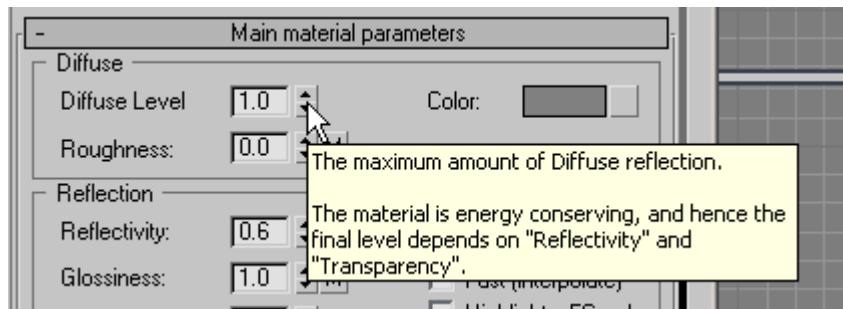 - Main material parameters
Diffuse
Diffuse Level 1.0 Color:
Roughness: 0.0
The maximum amount of Diffuse reflection.
Reflection
The material is energy conserving, and hence the
Reflectivity: 0.6 final level depends on "Reflectivity" and
"Transparency".
Glossiness: 1.0